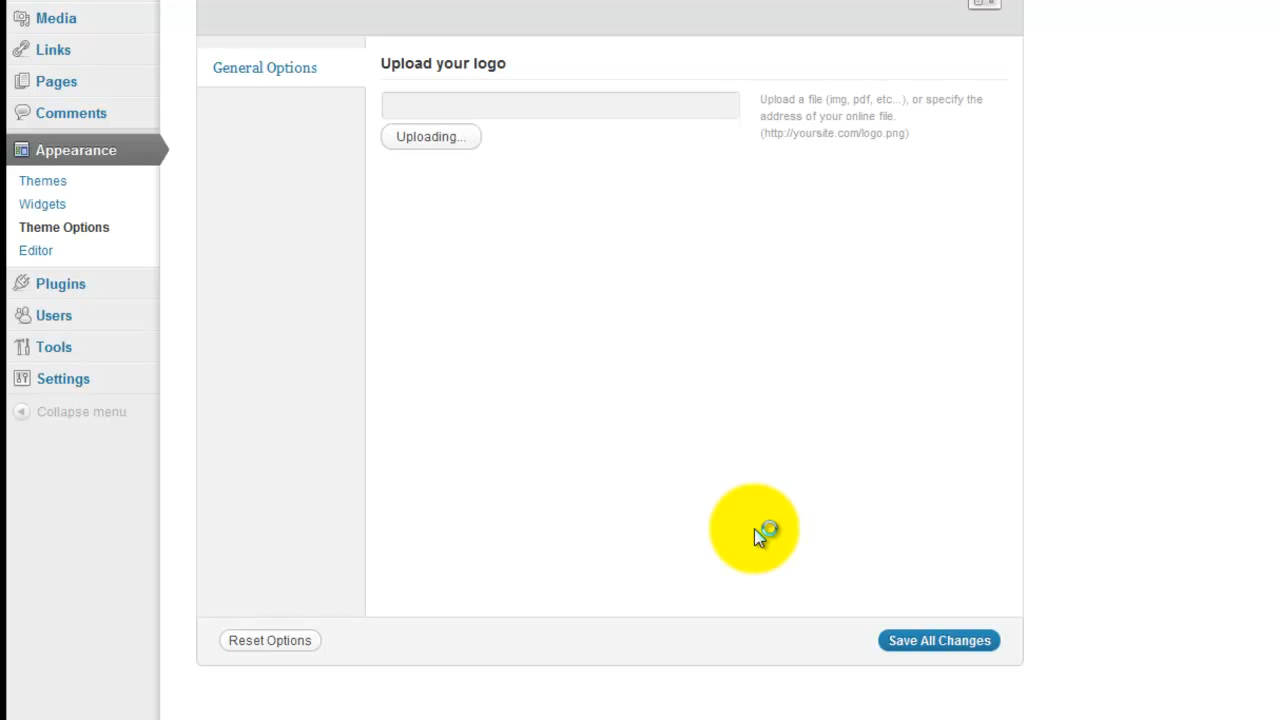 Media
Links
Pages
Comments
Appearance
Themes
Widgets
Theme Options
Editor
Plugins
Users
Tools
Settings
Collapse menu
General Options
Upload your logo
Uploading...
Upload a file (img, pdf, etc...), or specify the
address of your online file.
(http://yoursite.com/logo.png)
Reset Options
Save All Changes